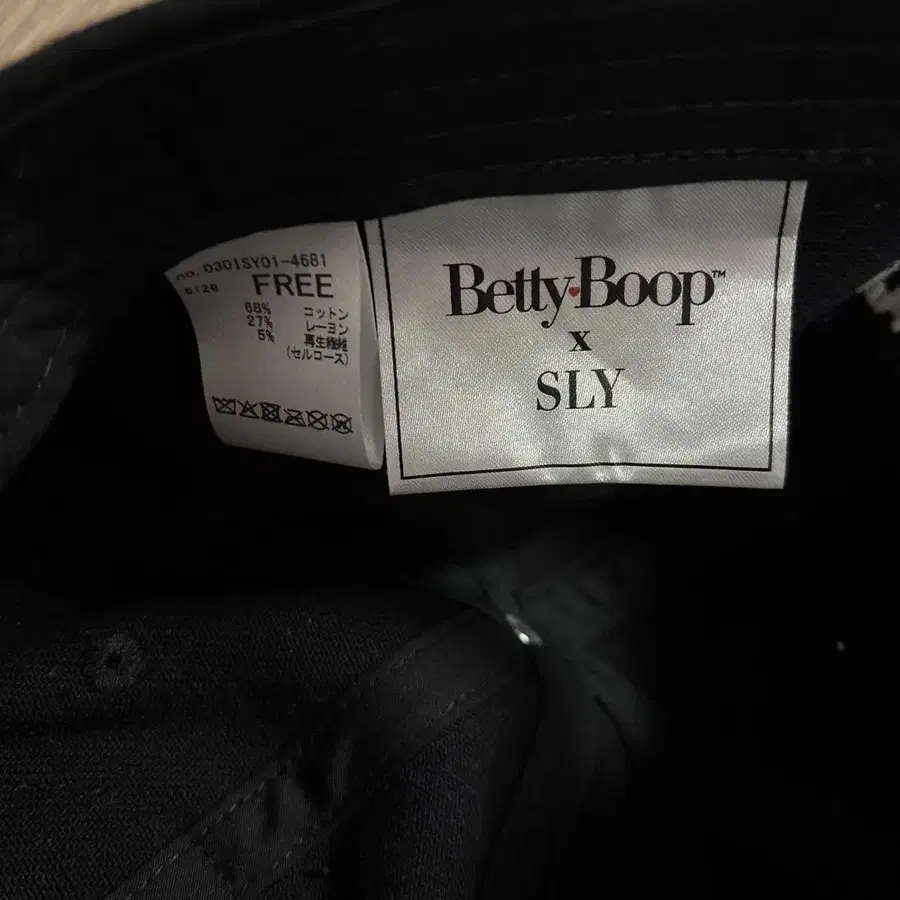 no. 0301SY01-4681
size FREE
68% コットン
27% レーヨン
5% 再生繊維
(セルロース)
Betty Boop™
x
SLY